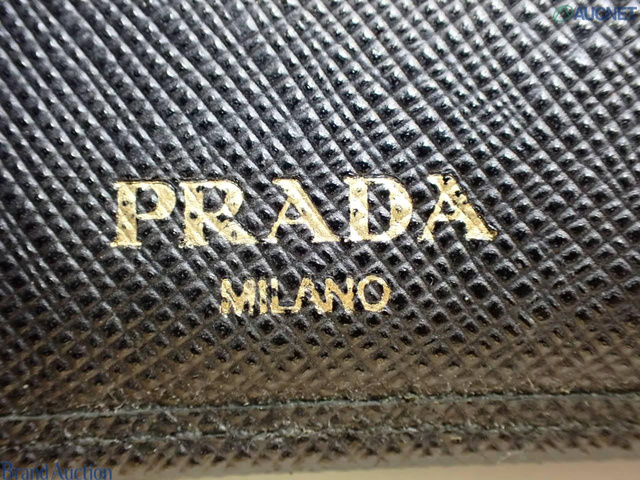 AUCNET
PRADA
MILANO
Brand Auction